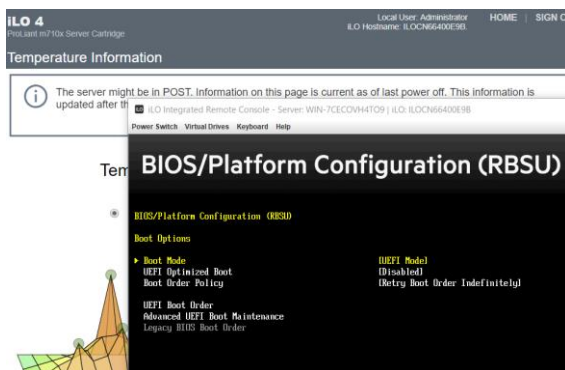 iLO 4
ProLiant m710x Server Cartridge
Local User: Administrator
iLO Hostname: ILOCN66400E9B.
HOME
SIGN O
Temperature Information
The server might be in POST. Information on this page is current as of last power off. This information is
updated after th
iLO Integrated Remote Console - Server: WIN-7CECOVH4TO9 | iLO: ILOCN66400E9B
Power Switch Virtual Drives Keyboard Help
Tem
BIOS/Platform Configuration (RBSU)
BIOS/Platform Configuration (RBSU)
Boot Options
Boot Mode [UEFI Mode]
UEFI Optimized Boot [Disabled]
Boot Order Policy [Retry Boot Order Indefinitely]
UEFI Boot Order
Advanced UEFI Boot Maintenance
Legacy BIOS Boot Order